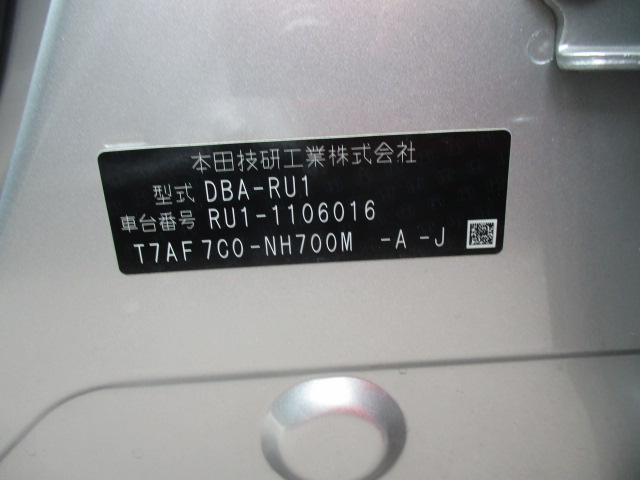 本田技研工業株式会社
型式 DBA-RU1
車台番号 RU1-1106016
T7AF7C0-NH700M -A -J